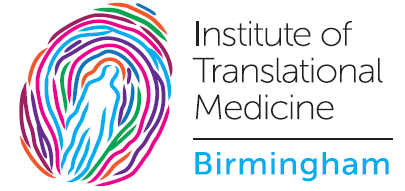 Institute of
Translational
Medicine
Birmingham